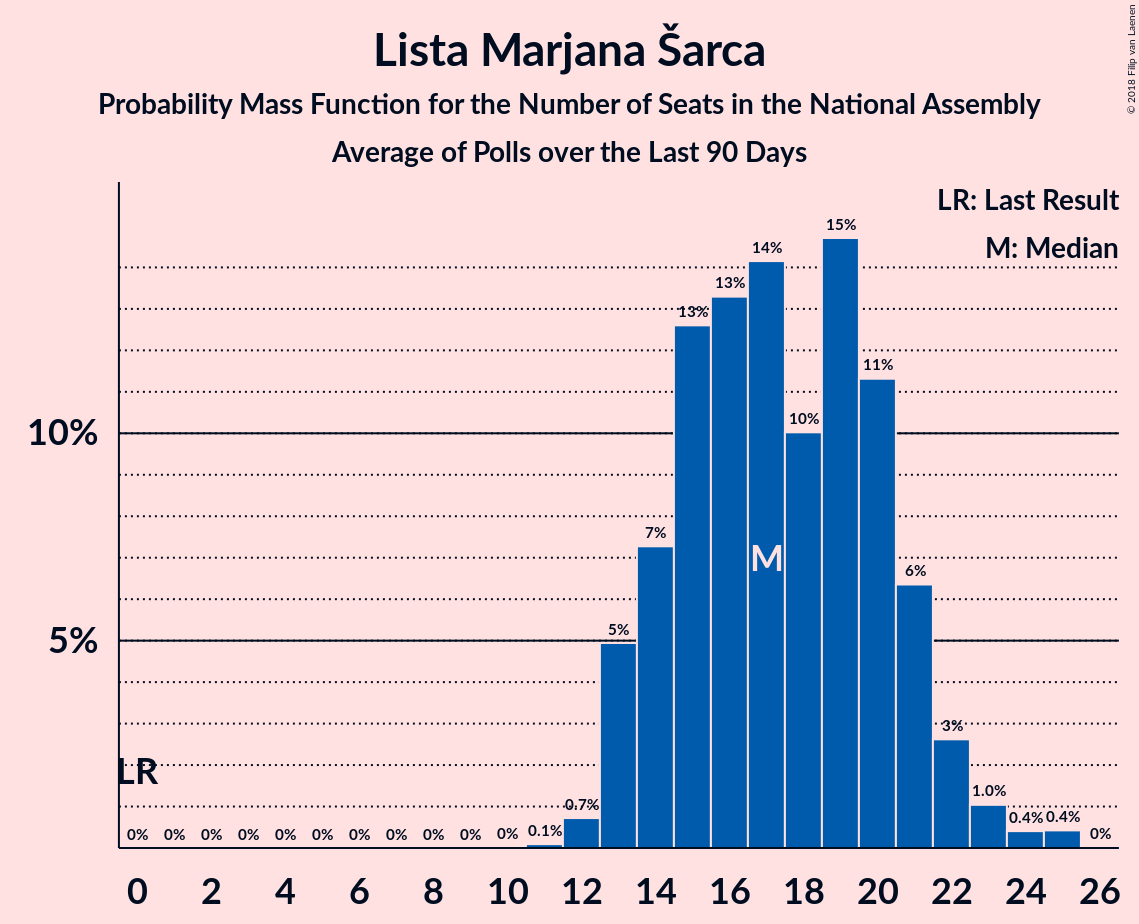 Lista Marjana Šarca
Probability Mass Function for the Number of Seats in the National Assembly
Average of Polls over the Last 90 Days
© 2018 Filip van Laenen
LR: Last Result
M: Median
10%
5%
LR
M
0% 0% 0% 0% 0% 0% 0% 0% 0% 0% 0% 0.1% 0.7% 5% 7% 13% 13% 14% 10% 15% 11% 6% 3% 1.0% 0.4% 0.4% 0%
0 2 4 6 8 10 12 14 16 18 20 22 24 26